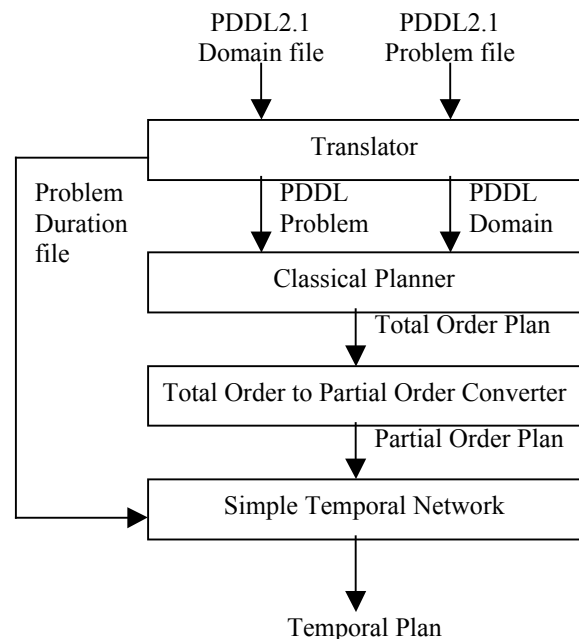 PDDL2.1
Domain file
PDDL2.1
Problem file
Translator
Problem
Duration
file
PDDL
Problem
PDDL
Domain
Classical Planner
Total Order Plan
Total Order to Partial Order Converter
Partial Order Plan
Simple Temporal Network
Temporal Plan